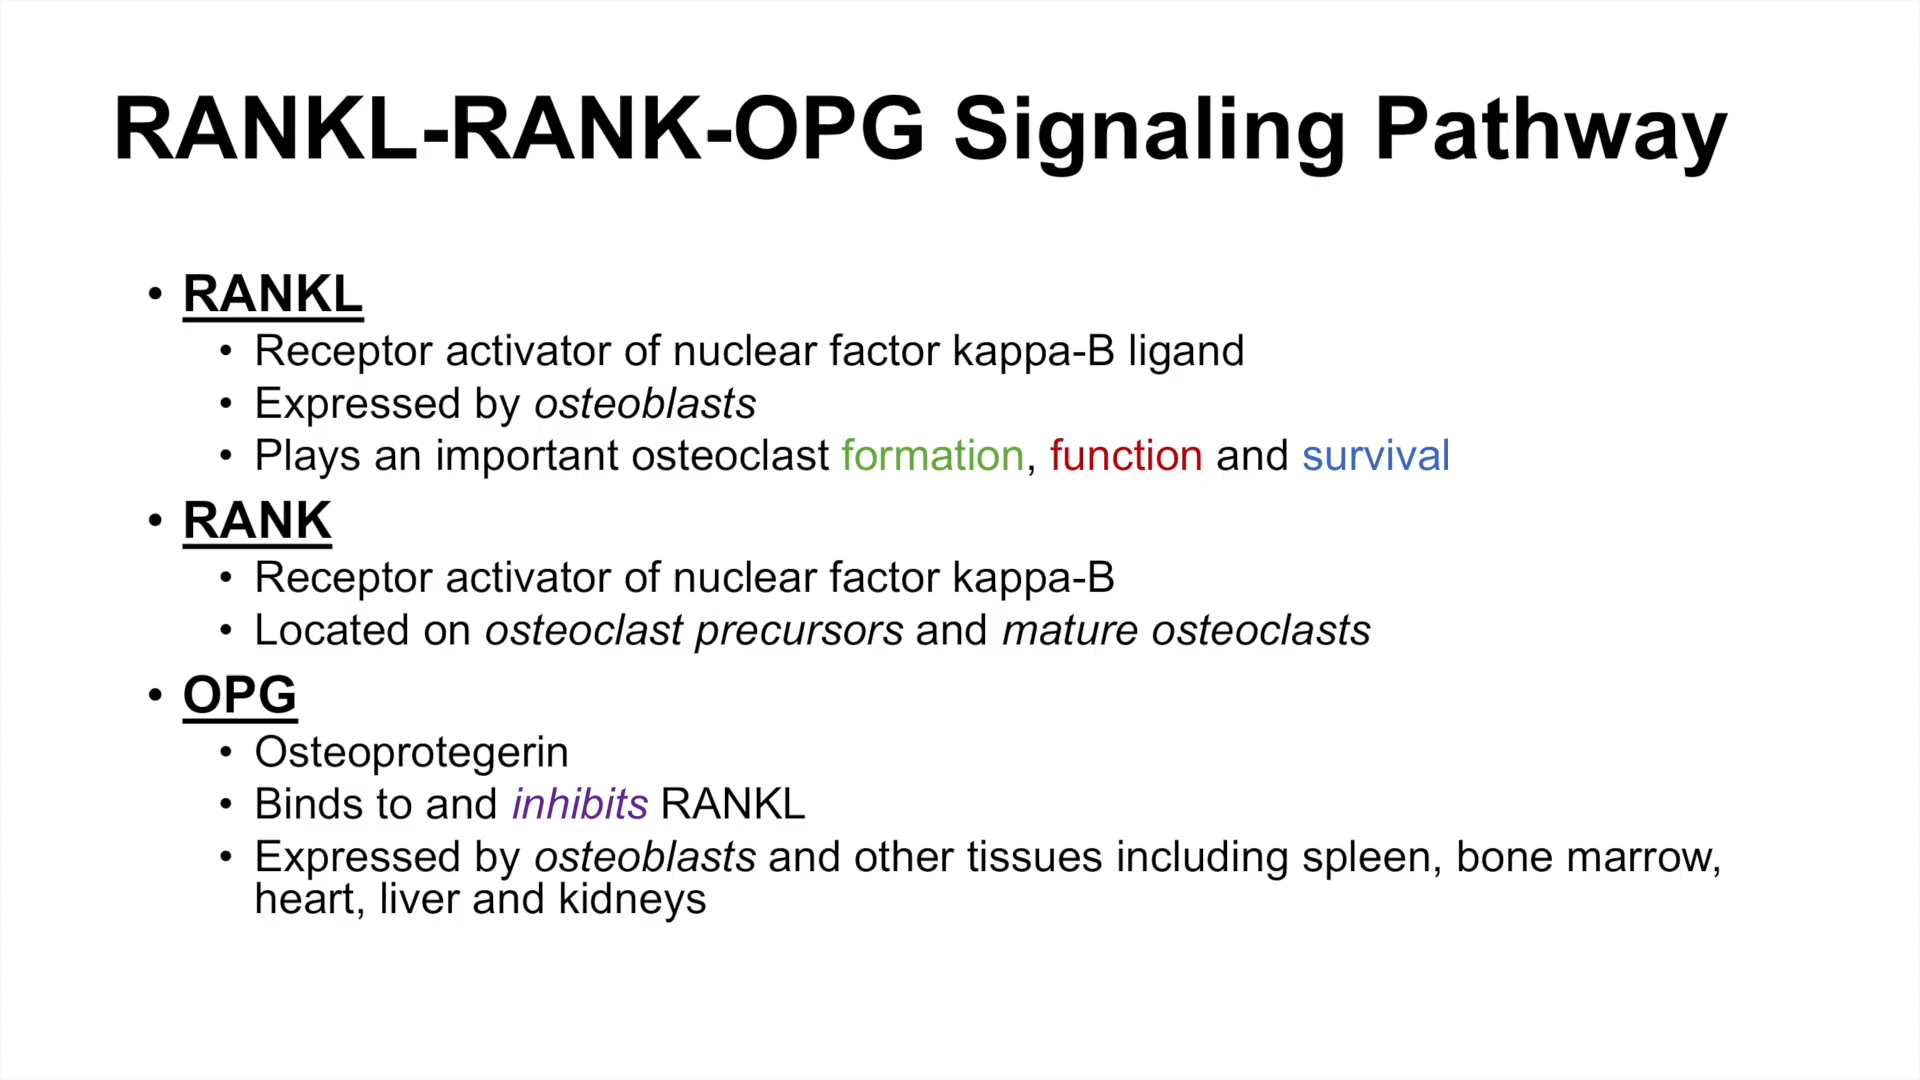 RANKL-RANK-OPG Signaling Pathway
• RANKL
• Receptor activator of nuclear factor kappa-B ligand
• Expressed by osteoblasts
• Plays an important osteoclast formation, function and survival
• RANK
• Receptor activator of nuclear factor kappa-B
• Located on osteoclast precursors and mature osteoclasts
• OPG
• Osteoprotegerin
• Binds to and inhibits RANKL
• Expressed by osteoblasts and other tissues including spleen, bone marrow,
heart, liver and kidneys